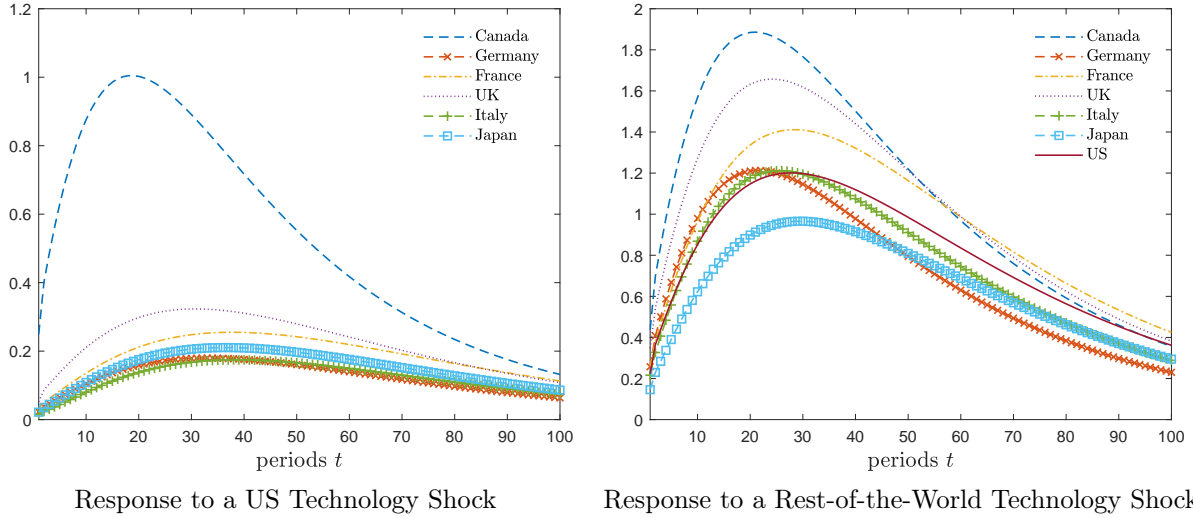 1.2
1
0.8
0.6
0.4
0.2
0
Canada
Germany
France
UK
Italy
Japan
10 20 30 40 50 60 70 80 90 100
periods t
Response to a US Technology Shock
2
1.8
1.6
1.4
1.2
1
0.8
0.6
0.4
0.2
0
Canada
Germany
France
UK
Italy
Japan
US
10 20 30 40 50 60 70 80 90 100
periods t
Response to a Rest-of-the-World Technology Shock